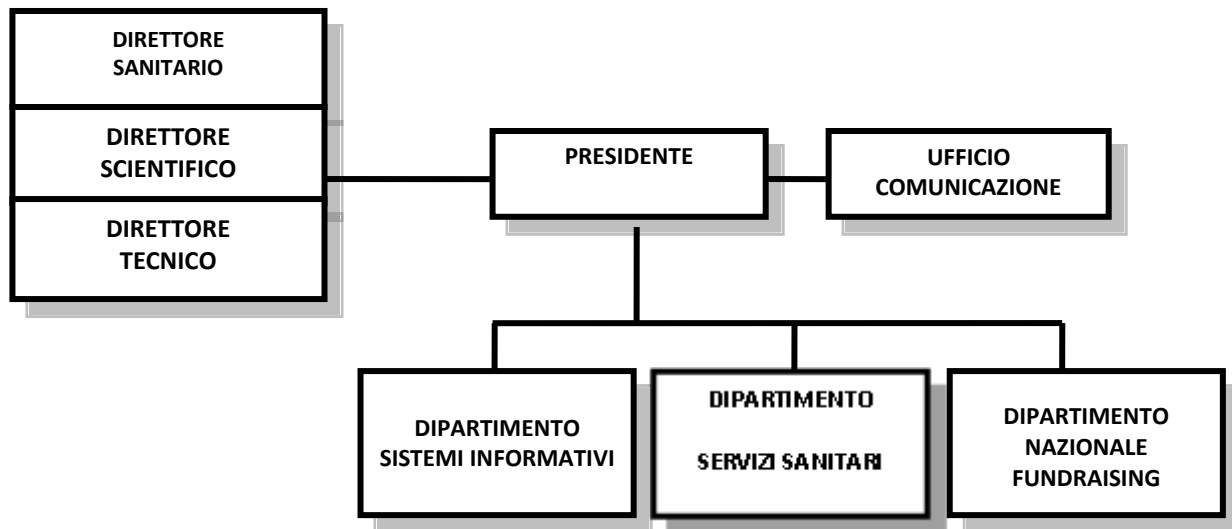 DIRETTORE
SANITARIO
DIRETTORE
SCIENTIFICO
DIRETTORE
TECNICO
PRESIDENTE
UFFICIO
COMUNICAZIONE
DIPARTIMENTO
SISTEMI INFORMATIVI
DIPARTIMENTO
SERVIZI SANITARI
DIPARTIMENTO
NAZIONALE
FUNDRAISING